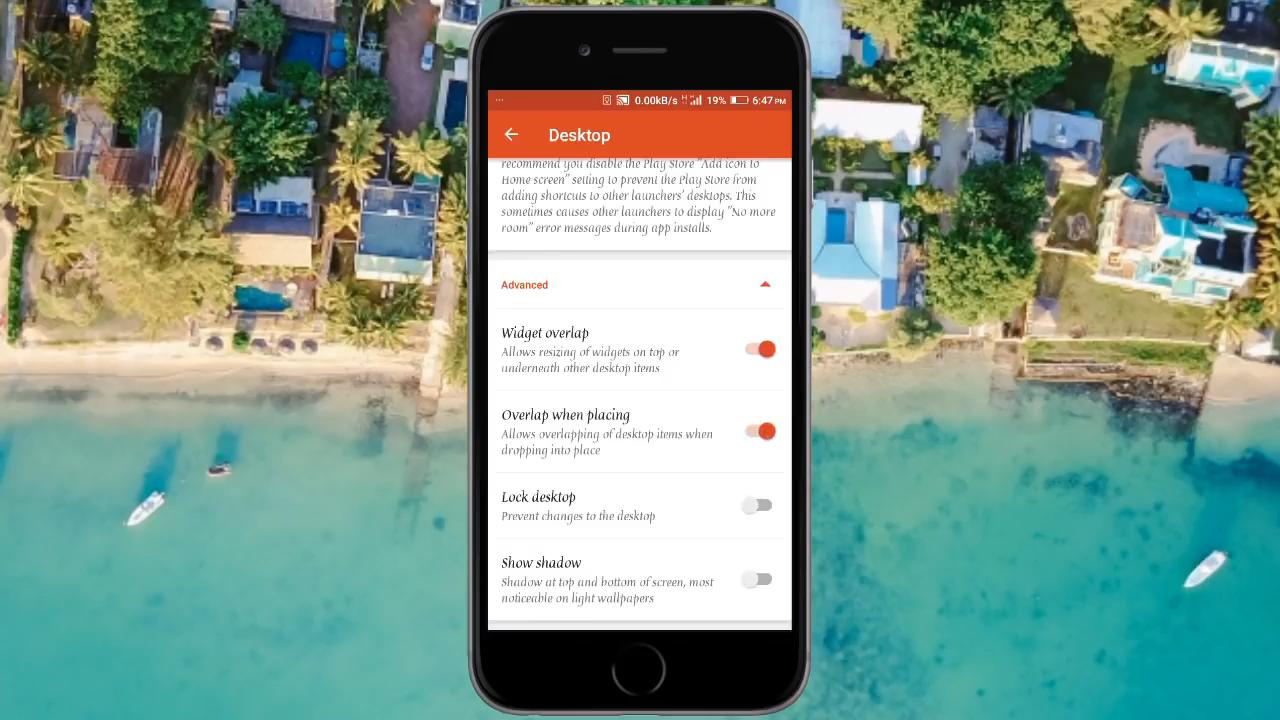 ... 0.00kB/s H 19% 6:47 PM
Desktop
recommend you disable the Play Store "Add icon to
Home screen" setting to prevent the Play Store from
adding shortcuts to other launchers' desktops. This
sometimes causes other launchers to display "No more
room" error messages during app installs.
Advanced
Widget overlap
Allows resizing of widgets on top or
underneath other desktop items
Overlap when placing
Allows overlapping of desktop items when
dropping into place
Lock desktop
Prevent changes to the desktop
Show shadow
Shadow at top and bottom of screen, most
noticeable on light wallpapers